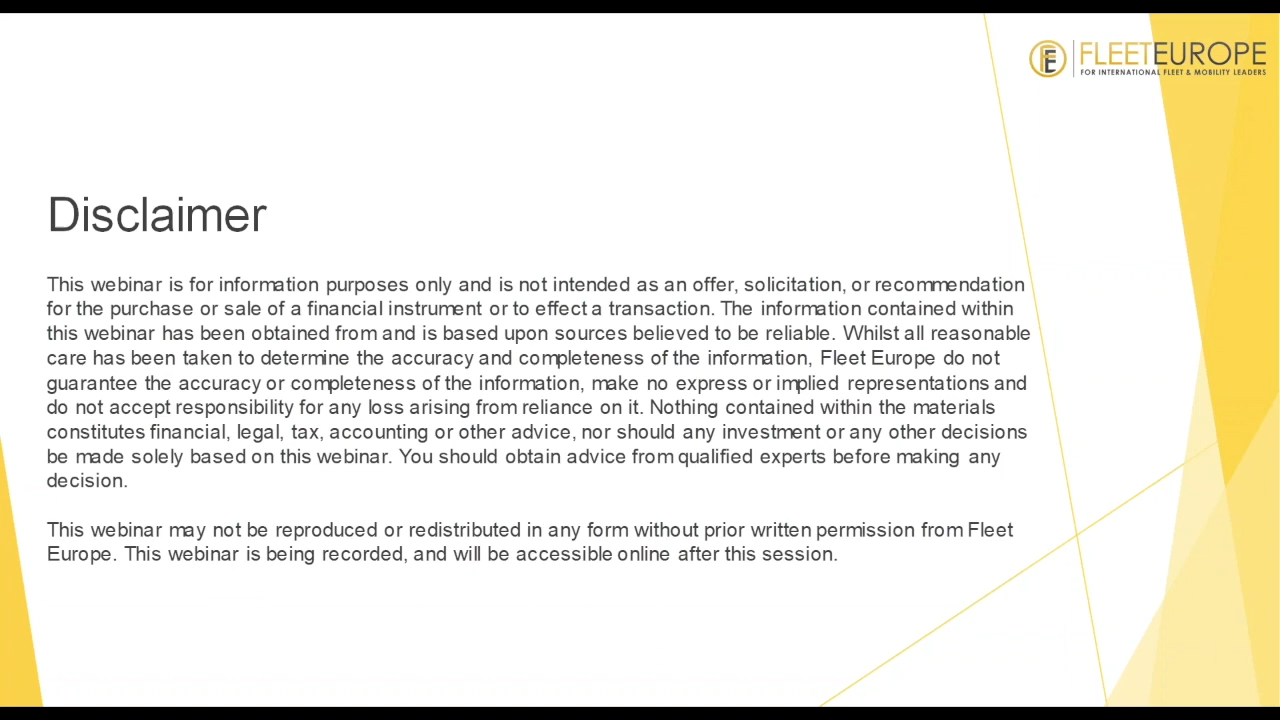 FLEETEUROPE
FOR INTERNATIONAL FLEET & MOBILITY LEADERS
Disclaimer
This webinar is for information purposes only and is not intended as an offer, solicitation, or recommendation
for the purchase or sale of a financial instrument or to effect a transaction. The information contained within
this webinar has been obtained from and is based upon sources believed to be reliable. Whilst all reasonable
care has been taken to determine the accuracy and completeness of the information, Fleet Europe do not
guarantee the accuracy or completeness of the information, make no express or implied representations and
do not accept responsibility for any loss arising from reliance on it. Nothing contained within the materials
constitutes financial, legal, tax, accounting or other advice, nor should any investment or any other decisions
be made solely based on this webinar. You should obtain advice from qualified experts before making any
decision.
This webinar may not be reproduced or redistributed in any form without prior written permission from Fleet
Europe. This webinar is being recorded, and will be accessible online after this session.